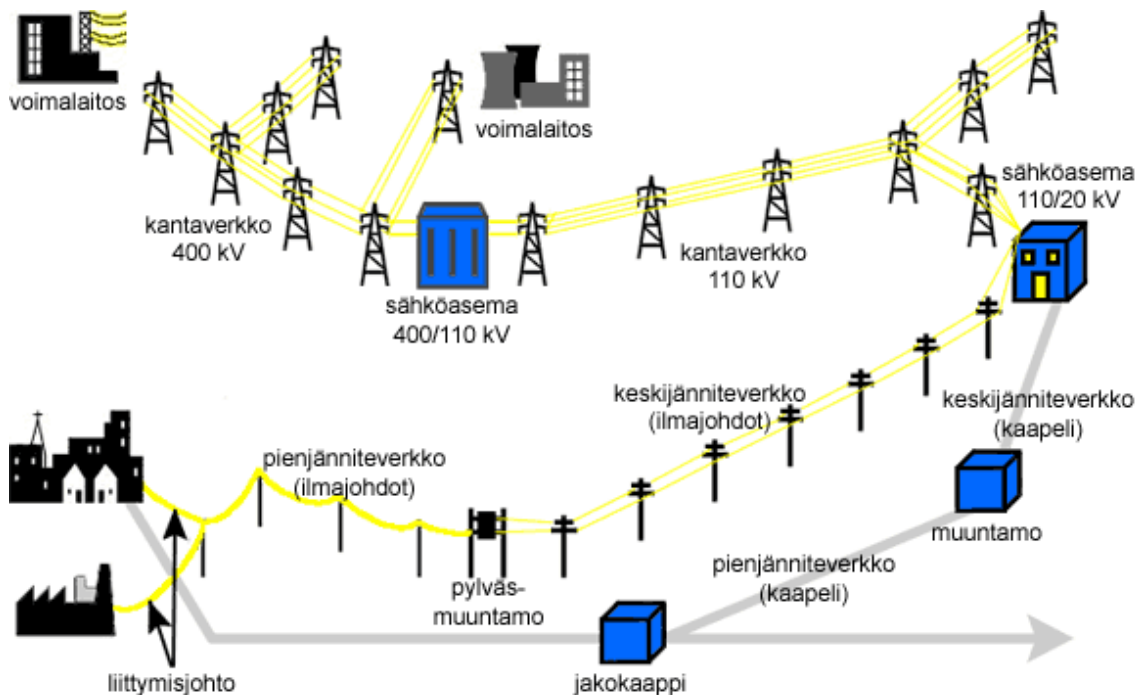 voimalaitos
voimalaitos
kantaverkko
400 kV
sähköasema
400/110 kV
kantaverkko
110 kV
sähköasema
110/20 kV
keskijänniteverkko
(ilmajohdot)
keskijänniteverkko
(kaapeli)
pienjänniteverkko
(ilmajohdot)
muuntamo
pylväs-
muuntamo
pienjänniteverkko
(kaapeli)
liittymisjohto
jakokaappi